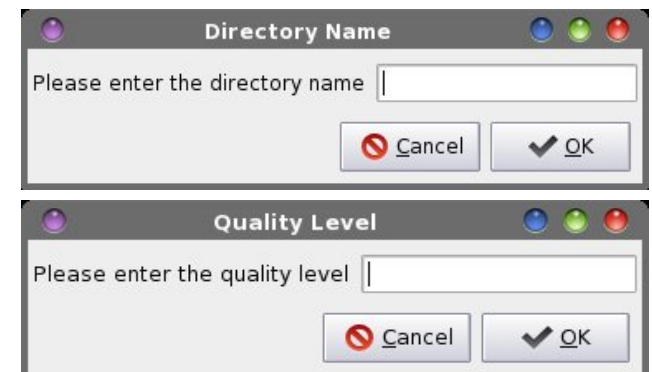 Directory Name
Please enter the directory name
Cancel OK
Quality Level
Please enter the quality level
Cancel OK